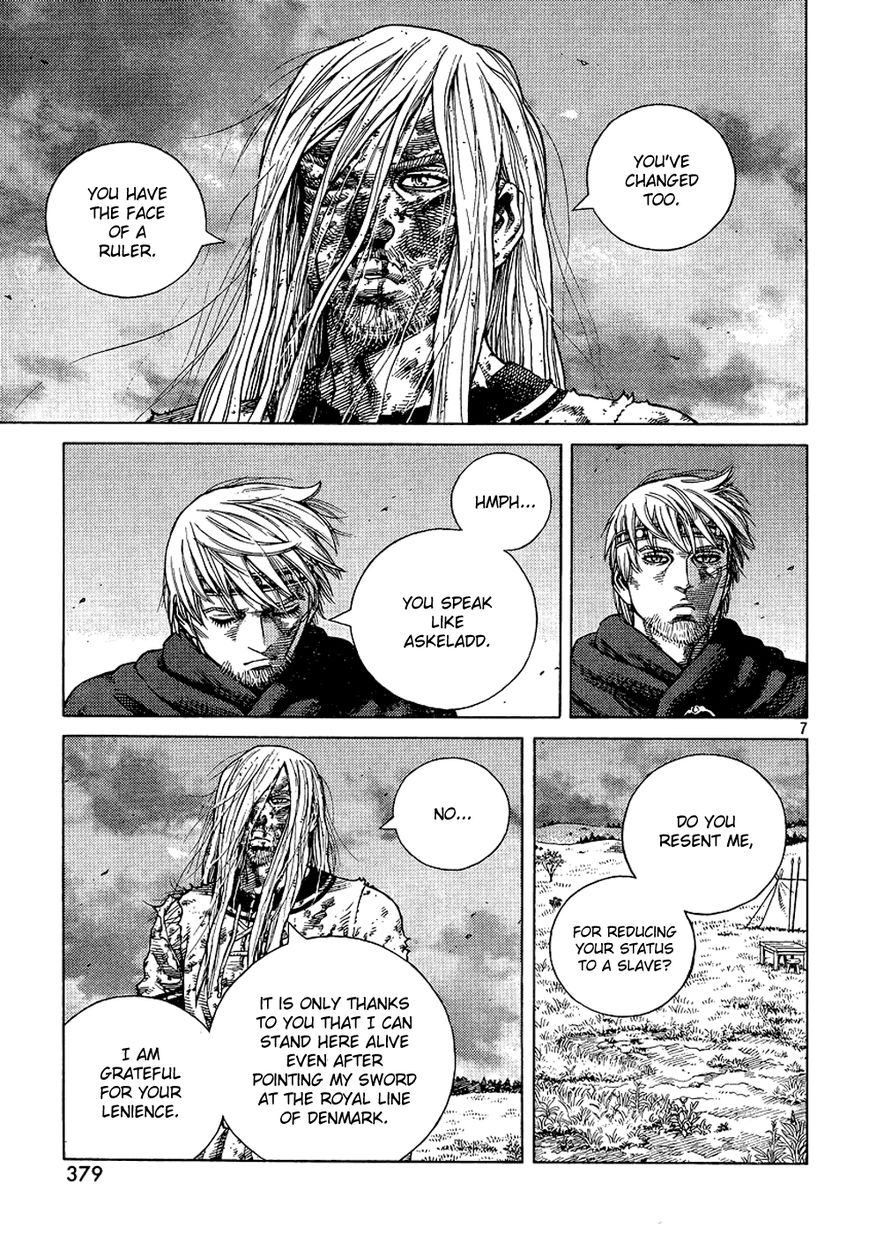 YOU'VE
CHANGED
TOO.
YOU HAVE
THE FACE
OF A
RULER.
HMPH...
YOU SPEAK
LIKE
ASKELADD.
7
DO YOU
RESENT ME,
FOR REDUCING
YOUR STATUS
TO A SLAVE?
NO...
IT IS ONLY THANKS
TO YOU THAT I CAN
STAND HERE ALIVE
EVEN AFTER
POINTING MY SWORD
AT THE ROYAL LINE
OF DENMARK.
I AM
GRATEFUL
FOR YOUR
LENIENCE.
379